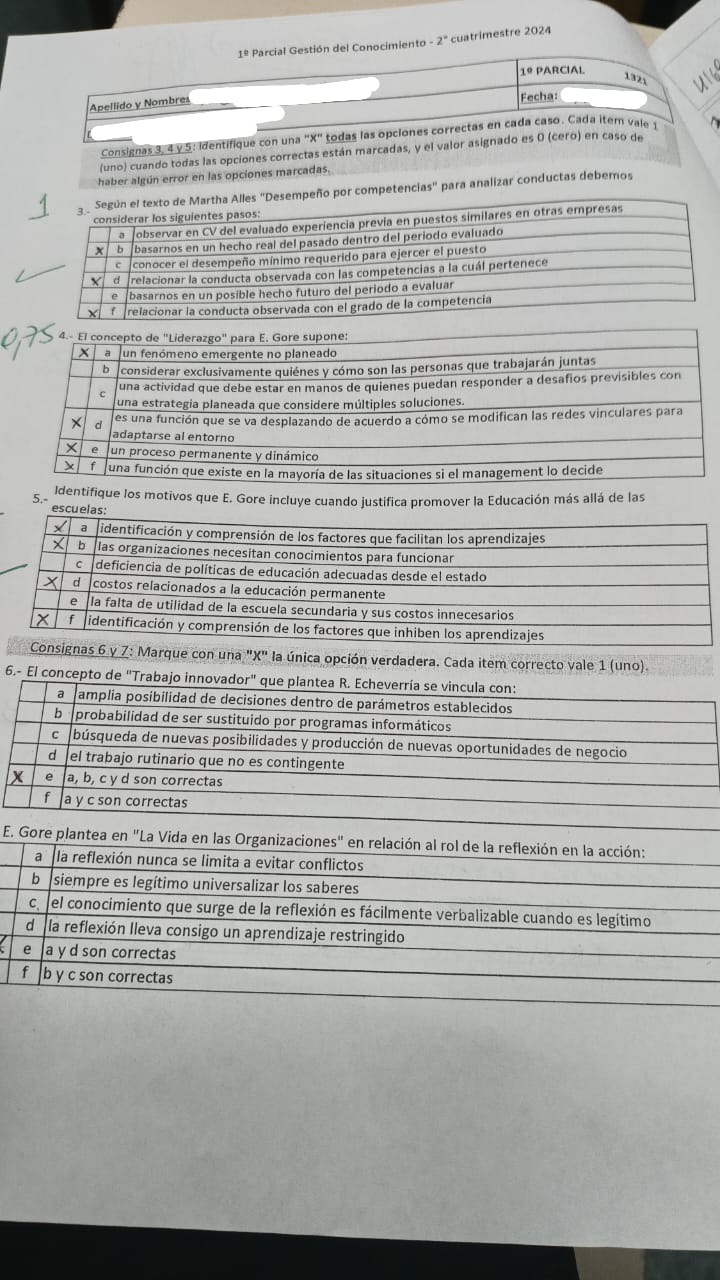 1º Parcial Gestión del Conocimiento - 2° cuatrimestre 2024
1º PARCIAL
1321
Apellido y Nombres
Fecha:
Consignas 3, 4 y 5: Identifique con una "X" todas las opciones correctas en cada caso. Cada item vale 1
(uno) cuando todas las opciones correctas están marcadas, y el valor asignado es 0 (cero) en caso de
haber algún error en las opciones marcadas.
1
3.- Según el texto de Martha Alles "Desempeño por competencias" para analizar conductas debemos
considerar los siguientes pasos:
a observar en CV del evaluado experiencia previa en puestos similares en otras empresas
X b basarnos en un hecho real del pasado dentro del periodo evaluado
c conocer el desempeño mínimo requerido para ejercer el puesto
X d relacionar la conducta observada con las competencias a la cuál pertenece
e basarnos en un posible hecho futuro del periodo a evaluar
X f relacionar la conducta observada con el grado de la competencia
0,75
4.- El concepto de "Liderazgo" para E. Gore supone:
X a un fenómeno emergente no planeado
b considerar exclusivamente quiénes y cómo son las personas que trabajarán juntas
c una actividad que debe estar en manos de quienes puedan responder a desafíos previsibles con
una estrategia planeada que considere múltiples soluciones.
X d es una función que se va desplazando de acuerdo a cómo se modifican las redes vinculares para
adaptarse al entorno
X e un proceso permanente y dinámico
X f una función que existe en la mayoría de las situaciones si el management lo decide
5.- Identifique los motivos que E. Gore incluye cuando justifica promover la Educación más allá de las
escuelas:
X a identificación y comprensión de los factores que facilitan los aprendizajes
X b las organizaciones necesitan conocimientos para funcionar
c deficiencia de políticas de educación adecuadas desde el estado
X d costos relacionados a la educación permanente
e la falta de utilidad de la escuela secundaria y sus costos innecesarios
X f identificación y comprensión de los factores que inhiben los aprendizajes
Consignas 6 y 7: Marque con una "X" la única opción verdadera. Cada item correcto vale 1 (uno).
6.- El concepto de "Trabajo innovador" que plantea R. Echeverría se vincula con:
a amplia posibilidad de decisiones dentro de parámetros establecidos
b probabilidad de ser sustituido por programas informáticos
c búsqueda de nuevas posibilidades y producción de nuevas oportunidades de negocio
d el trabajo rutinario que no es contingente
X e a, b, c y d son correctas
f a y c son correctas
E. Gore plantea en "La Vida en las Organizaciones" en relación al rol de la reflexión en la acción:
a la reflexión nunca se limita a evitar conflictos
b siempre es legítimo universalizar los saberes
c el conocimiento que surge de la reflexión es fácilmente verbalizable cuando es legítimo
d la reflexión lleva consigo un aprendizaje restringido
e a y d son correctas
f b y c son correctas